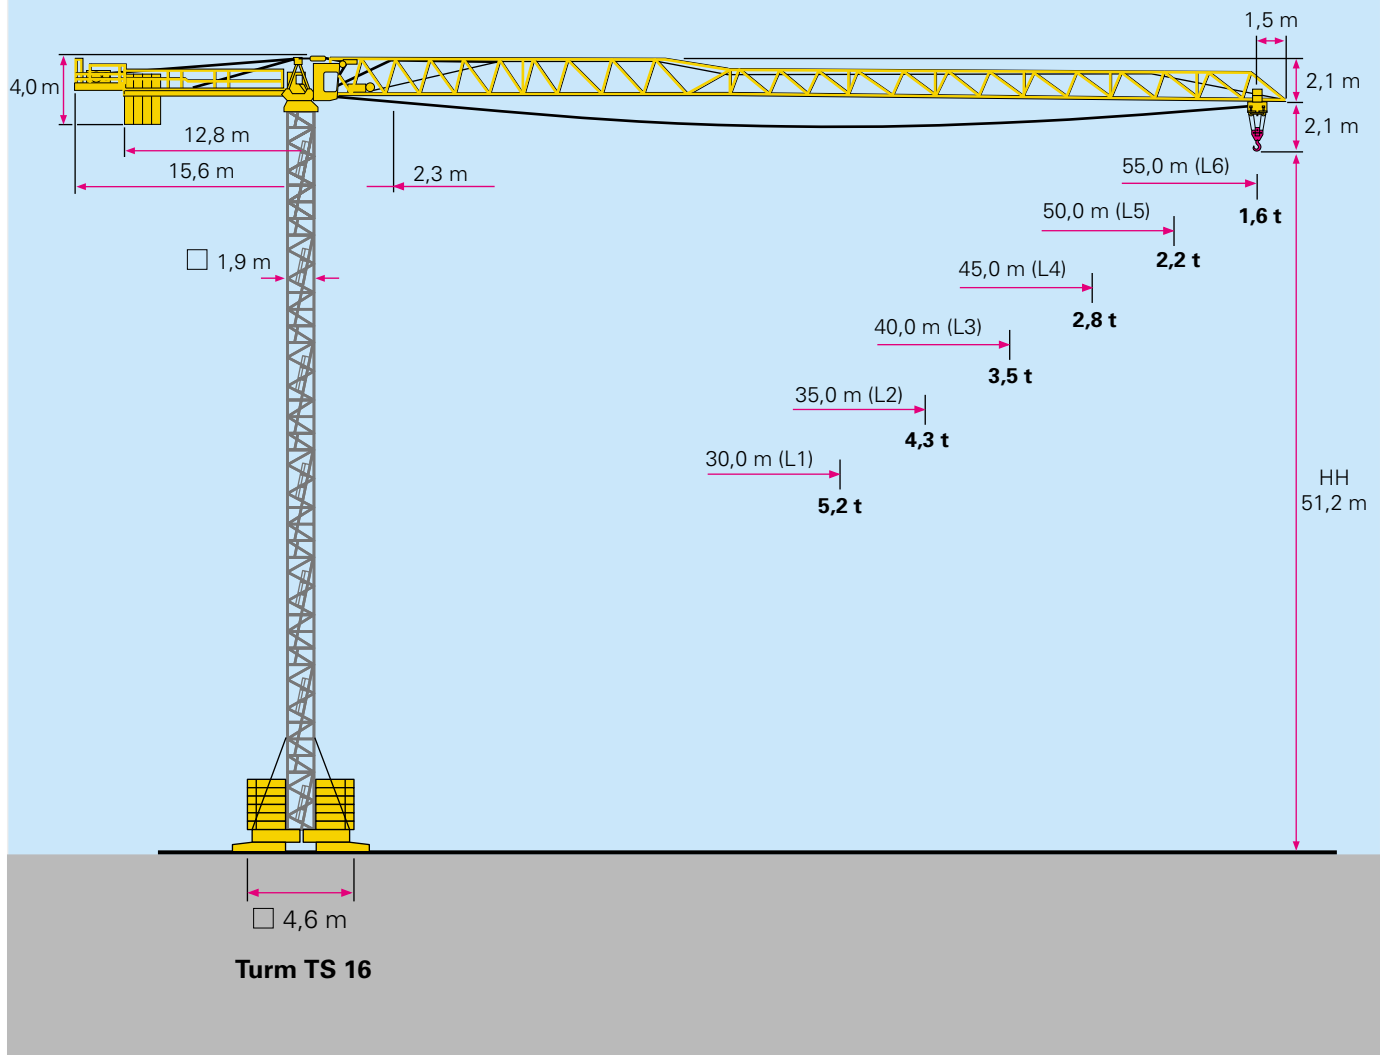 1,5 m
4,0 m
2,1 m
12,8 m
2,1 m
15,6 m
2,3 m
55,0 m (L6)
1,6 t
50,0 m (L5)
2,2 t
1,9 m
45,0 m (L4)
2,8 t
40,0 m (L3)
3,5 t
35,0 m (L2)
4,3 t
30,0 m (L1)
5,2 t
HH
51,2 m
4,6 m
Turm TS 16